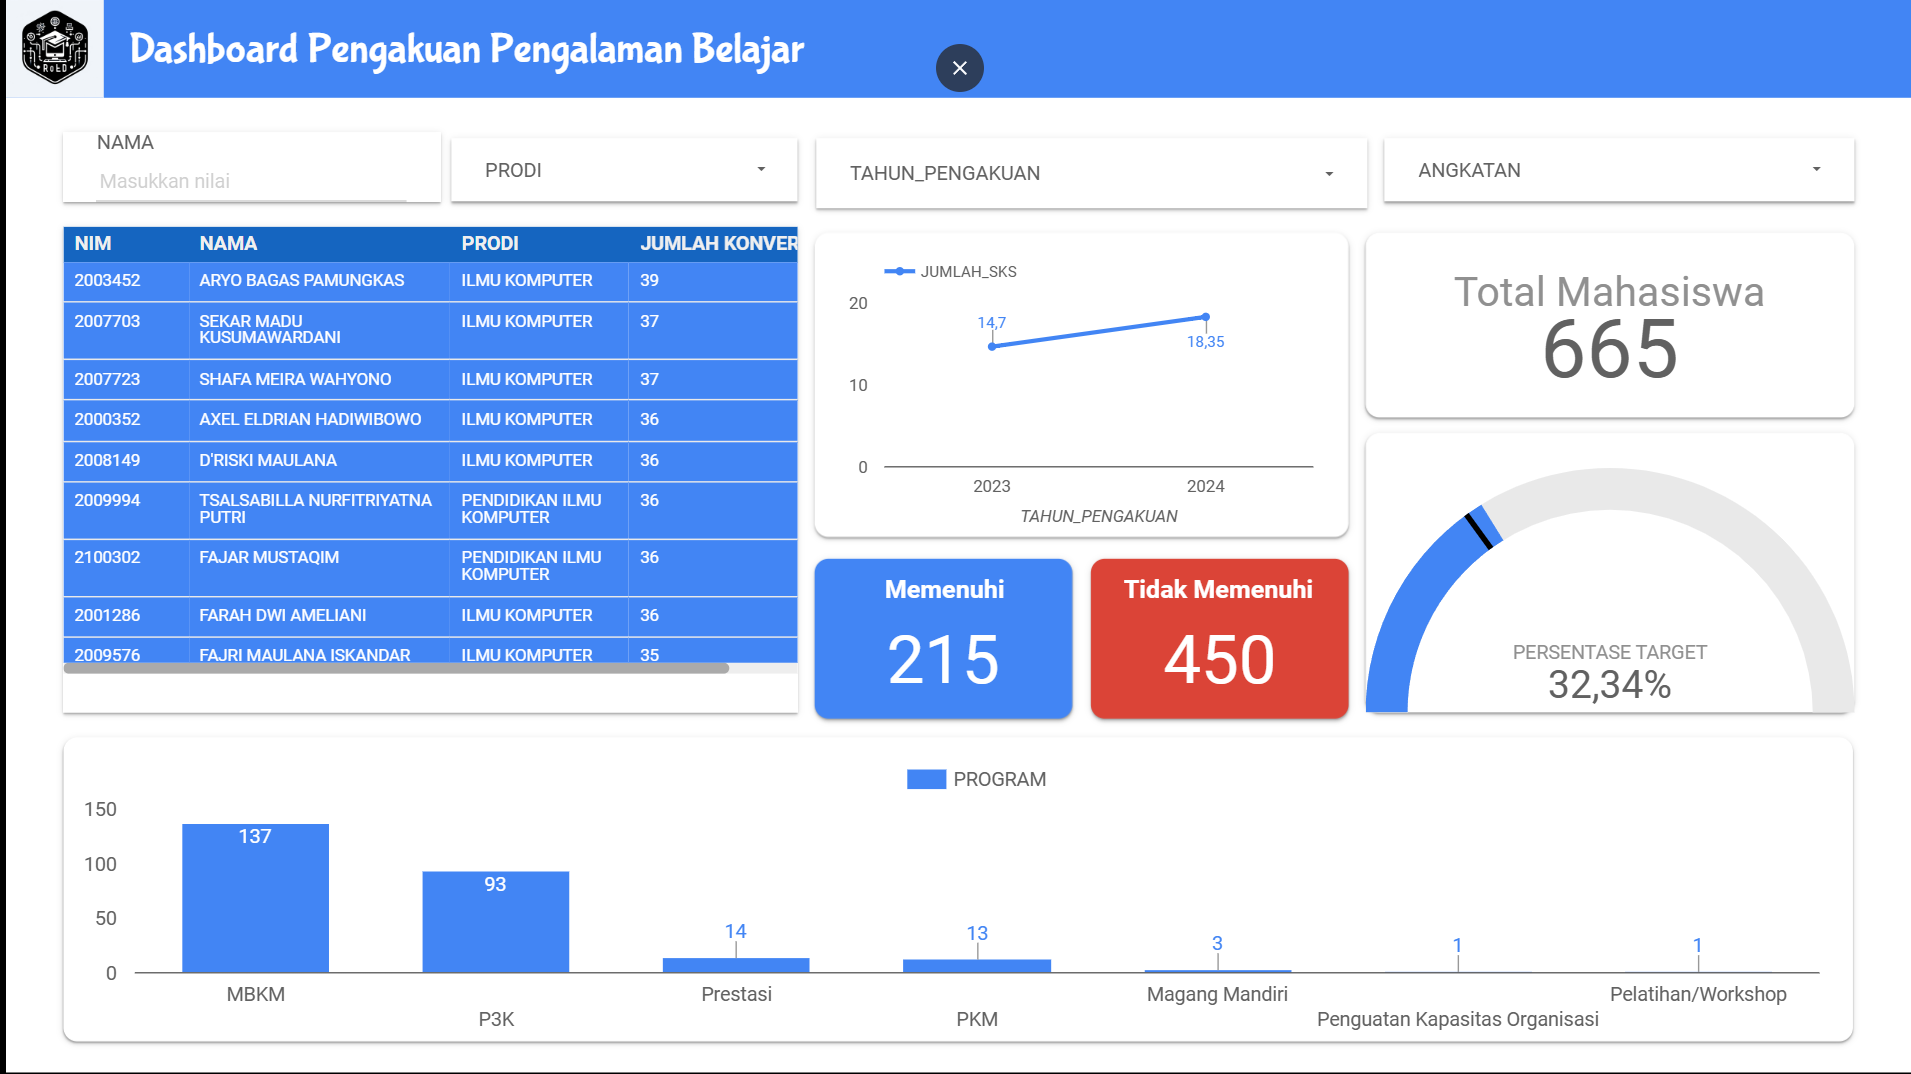 RoLD
Dashboard Pengakuan Pengalaman Belajar
NAMA
Masukkan nilai
PRODI
TAHUN_PENGAKUAN
ANGKATAN
NIM NAMA PRODI JUMLAH KONVER
2003452 ARYO BAGAS PAMUNGKAS ILMU KOMPUTER 39
2007703 SEKAR MADU ILMU KOMPUTER 37
KUSUMAWARDANI
2007723 SHAFA MEIRA WAHYONO ILMU KOMPUTER 37
2000352 AXEL ELDRIAN HADIWIBOWO ILMU KOMPUTER 36
2008149 D'RISKI MAULANA ILMU KOMPUTER 36
2009994 TSALSABILLA NURFITRIYATNA PENDIDIKAN ILMU 36
PUTRI KOMPUTER
2100302 FAJAR MUSTAQIM PENDIDIKAN ILMU 36
KOMPUTER
2001286 FARAH DWI AMELIANI ILMU KOMPUTER 36
2009576 FAJRI MAULANA ISKANDAR ILMU KOMPUTER 35
JUMLAH_SKS
20
14,7
18,35
10
0
2023 2024
TAHUN_PENGAKUAN
Total Mahasiswa
665
Memenuhi
215
Tidak Memenuhi
450
PERSENTASE TARGET
32,34%
PROGRAM
150
137
100
93
50
14
13
3
1
1
0
MBKM Prestasi Magang Mandiri Pelatihan/Workshop
P3K PKM Penguatan Kapasitas Organisasi